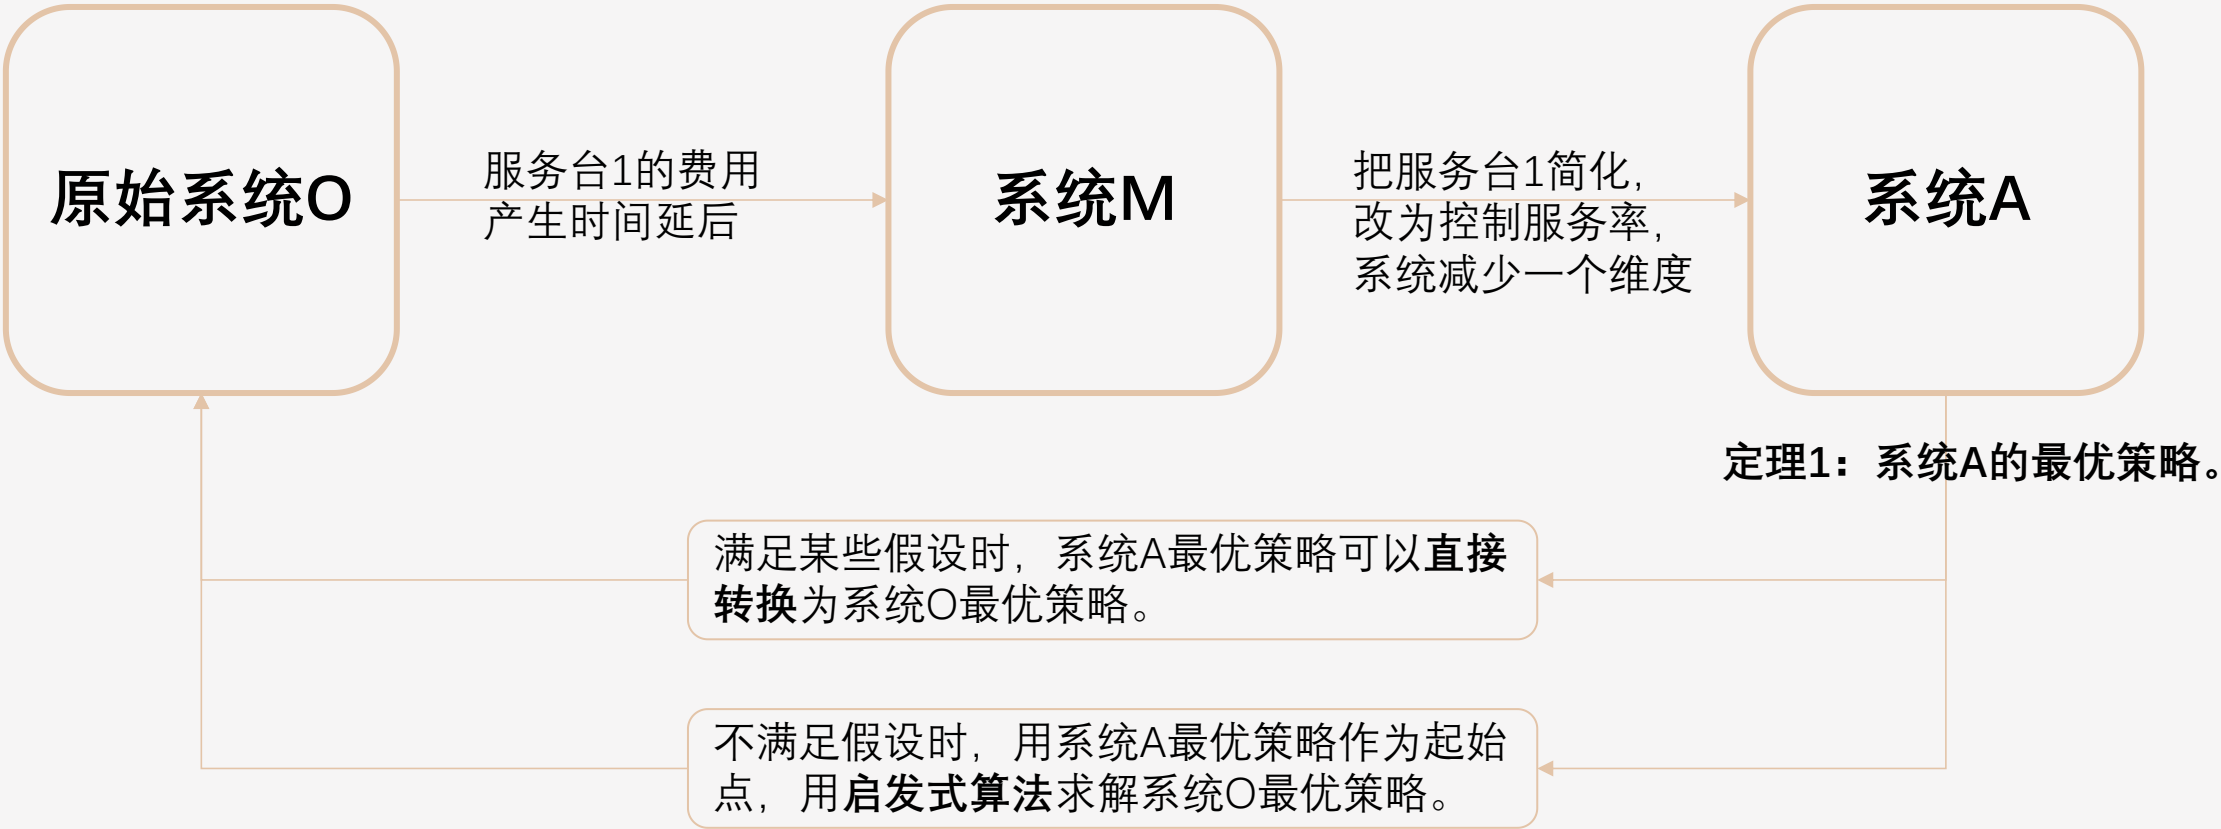 原始系统O
服务台1的费用
产生时间延后
系统M
把服务台1简化，
改为控制服务率，
系统减少一个维度
系统A
定理1：系统A的最优策略。
满足某些假设时，系统A最优策略可以直接
转换为系统O最优策略。
不满足假设时，用系统A最优策略作为起始
点，用启发式算法求解系统O最优策略。